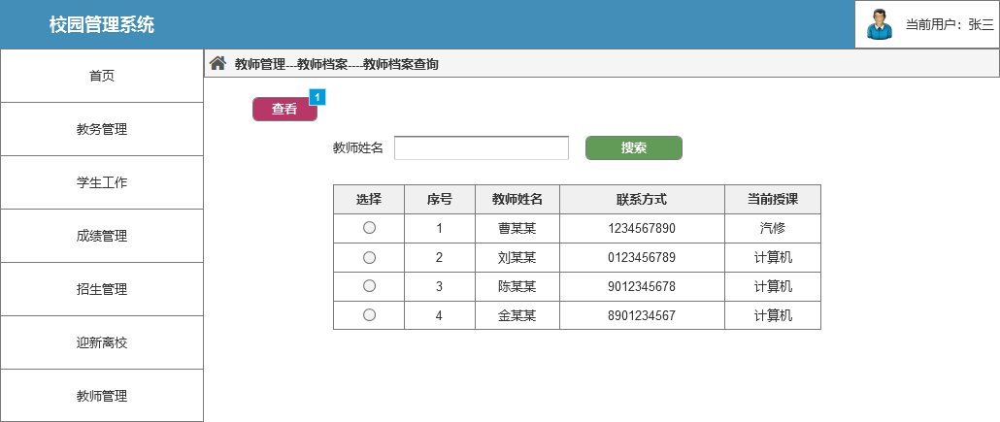 校园管理系统
当前用户：张三
首页
教务管理
学生工作
成绩管理
招生管理
迎新离校
教师管理
教师管理---教师档案----教师档案查询
查看
1
教师姓名 搜索
选择 序号 教师姓名 联系方式 当前授课
1 曹某某 1234567890 汽修
2 刘某某 0123456789 计算机
3 陈某某 9012345678 计算机
4 金某某 8901234567 计算机